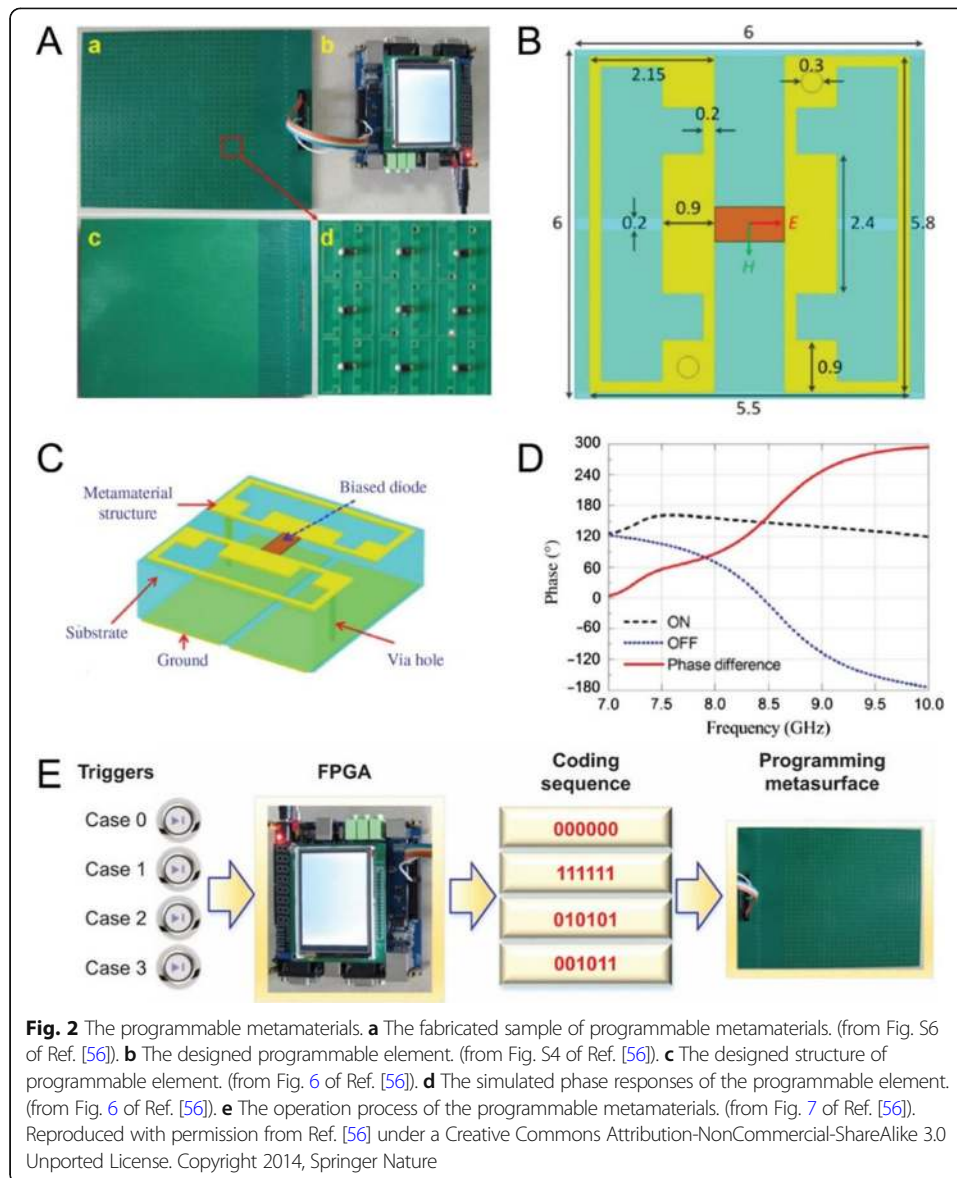 A
a
b
c
d
B
6
2.15
0.3
0.2
6
0.2
0.9
E
H
2.4
5.8
0.9
5.5
C
Metamaterial
structure
Biased diode
Substrate
Ground
Via hole
D
300
240
180
120
60
0
−60
−120
−180
Phase (°)
ON
OFF
Phase difference
7.0 7.5 8.0 8.5 9.0 9.5 10.0
Frequency (GHz)
E
Triggers
FPGA
Coding
sequence
Programming
metasurface
Case 0
Case 1
Case 2
Case 3
000000
111111
010101
001011
Fig. 2 The programmable metamaterials. a The fabricated sample of programmable metamaterials. (from Fig. S6
of Ref. [56]). b The designed programmable element. (from Fig. S4 of Ref. [56]). c The designed structure of
programmable element. (from Fig. 6 of Ref. [56]). d The simulated phase responses of the programmable element.
(from Fig. 6 of Ref. [56]). e The operation process of the programmable metamaterials. (from Fig. 7 of Ref. [56]).
Reproduced with permission from Ref. [56] under a Creative Commons Attribution-NonCommercial-ShareAlike 3.0
Unported License. Copyright 2014, Springer Nature